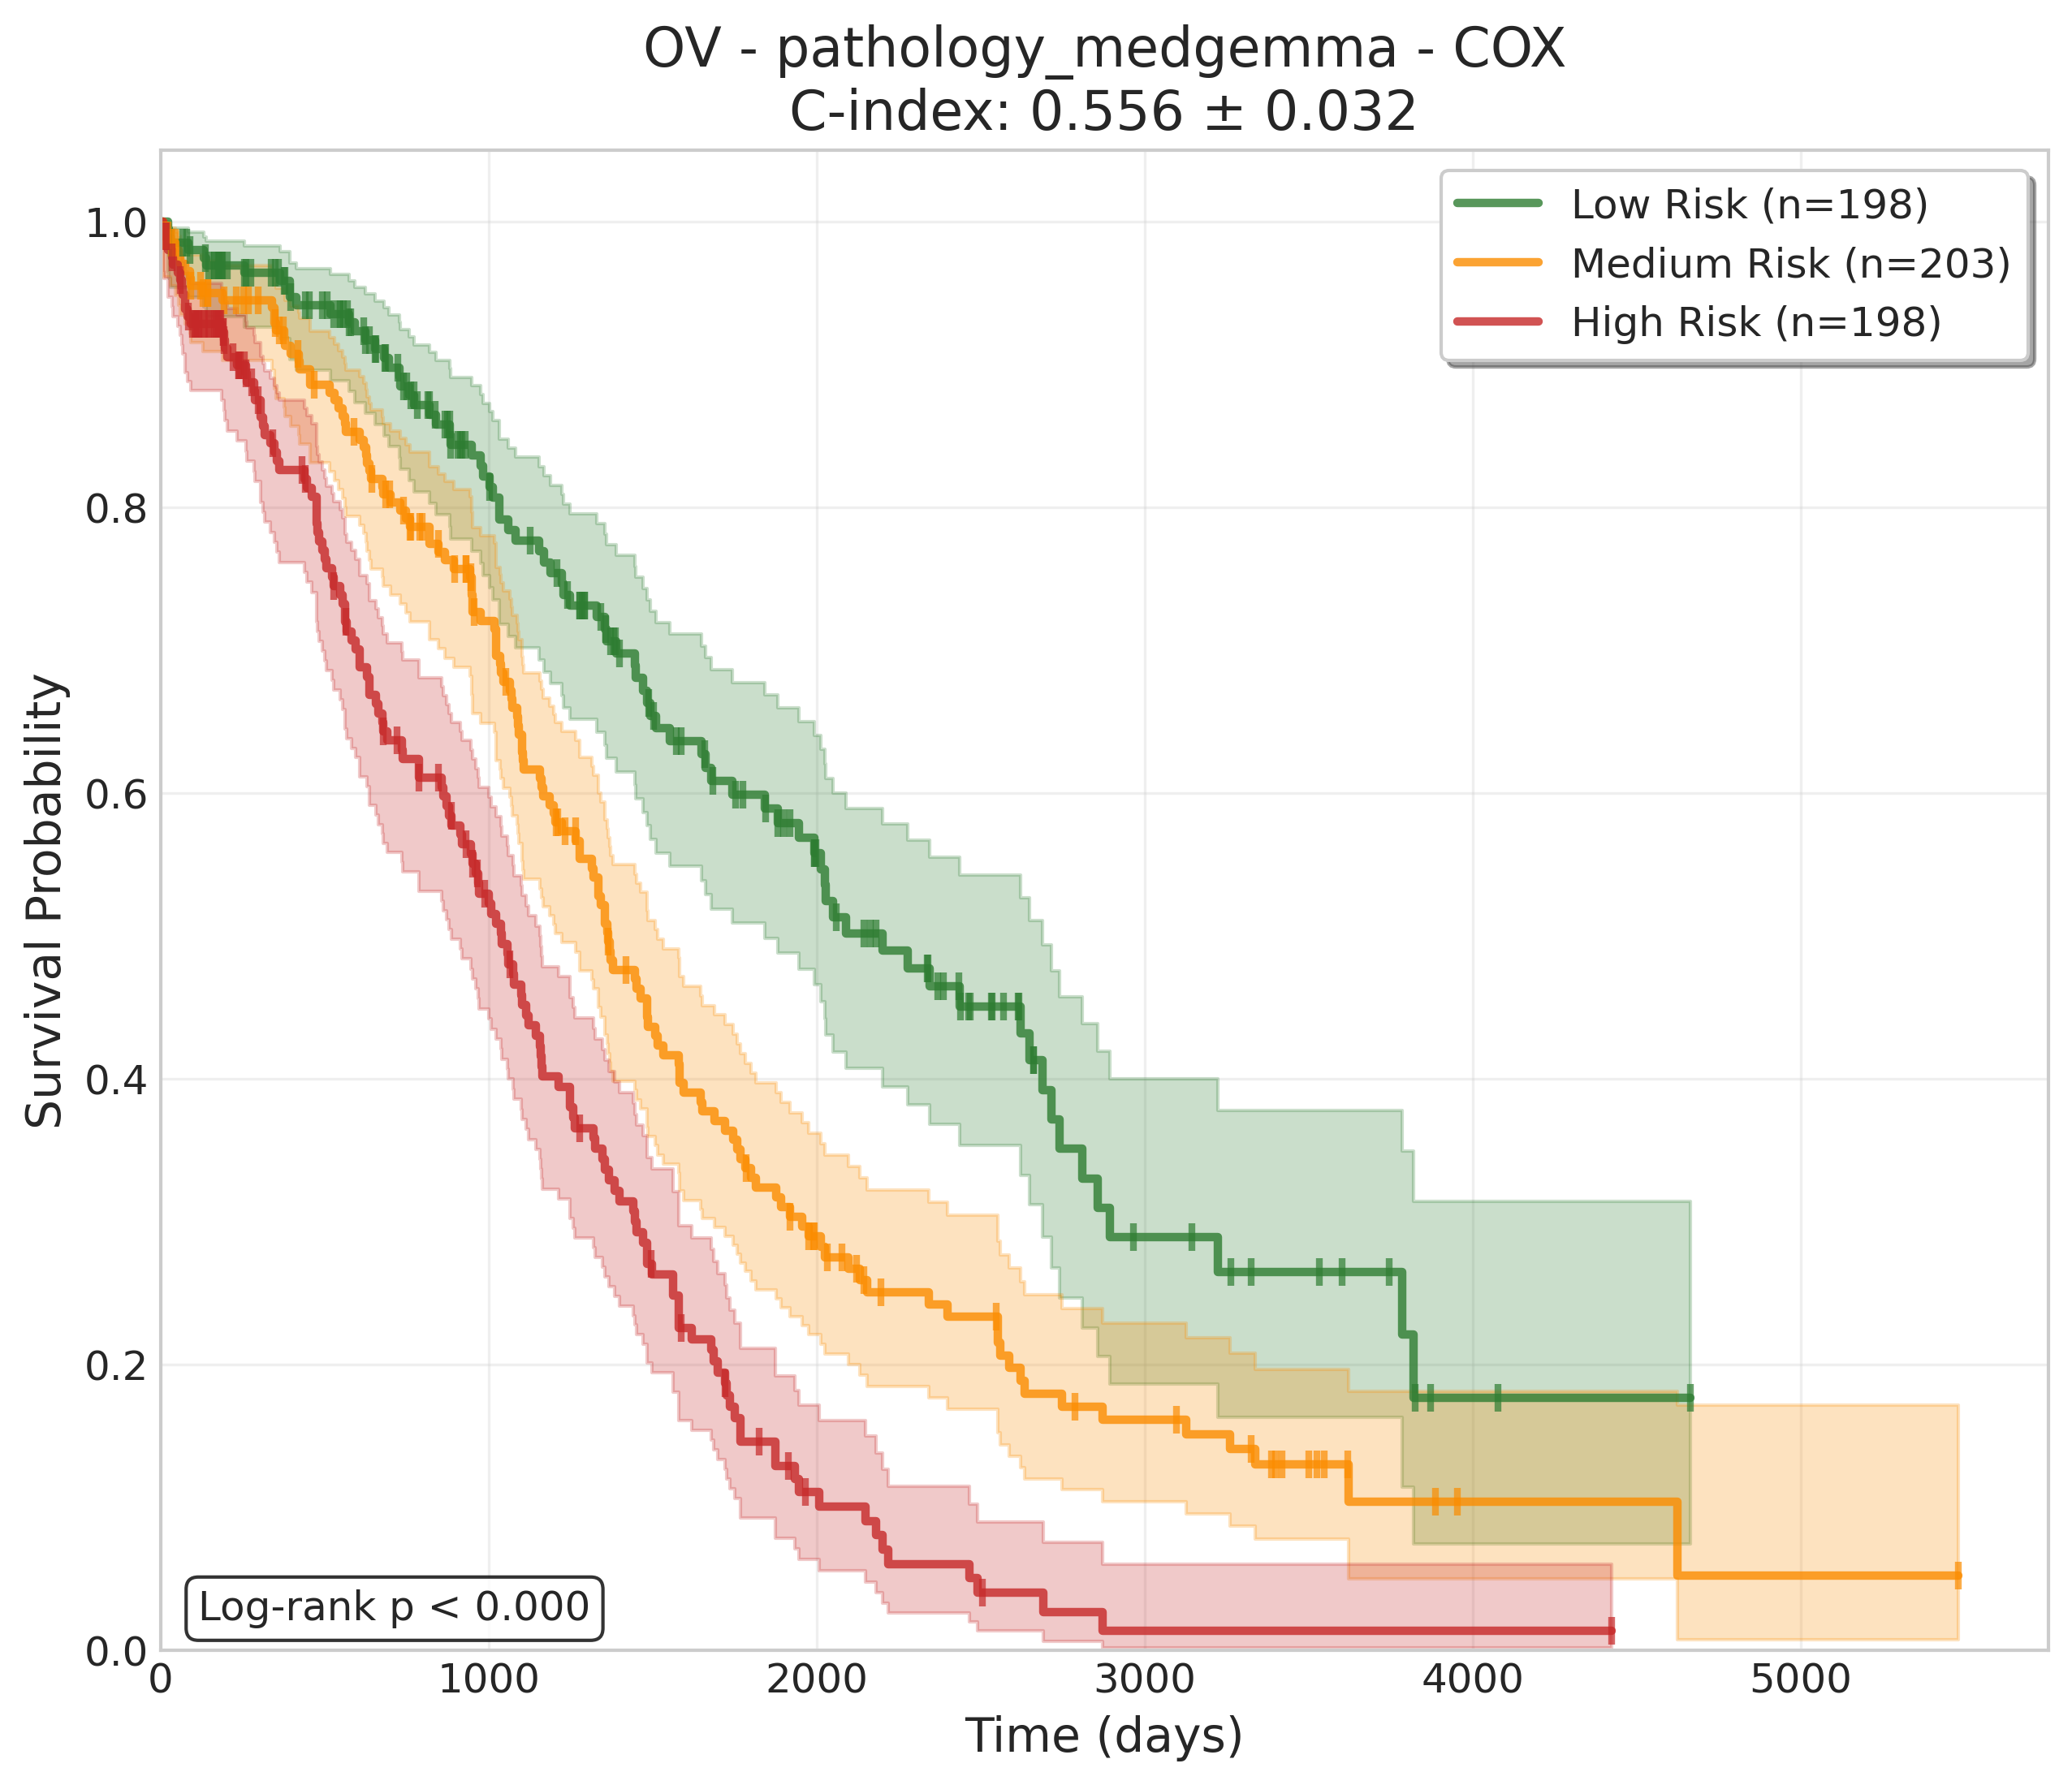 OV - pathology_medgemma - COX
C-index: 0.556 ± 0.032
Low Risk (n=198)
Medium Risk (n=203)
High Risk (n=198)
Survival Probability
1.0
0.8
0.6
0.4
0.2
0.0
Log-rank p < 0.000
0 1000 2000 3000 4000 5000
Time (days)